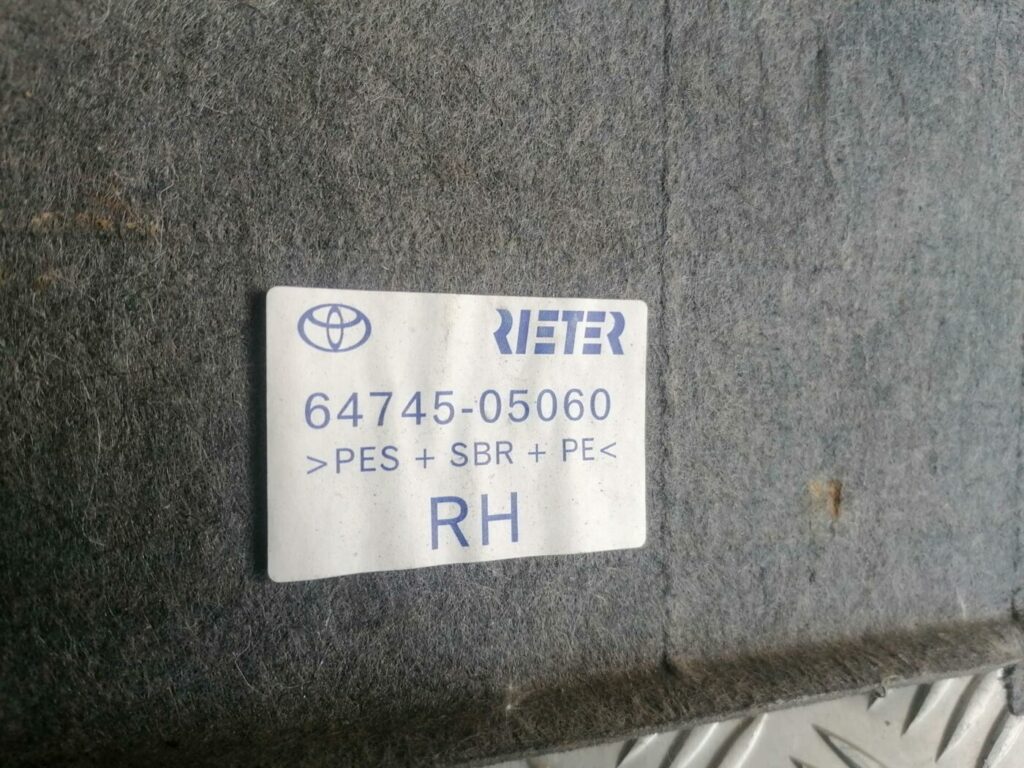 RIETER
64745-05060
>PES + SBR + PE<
RH